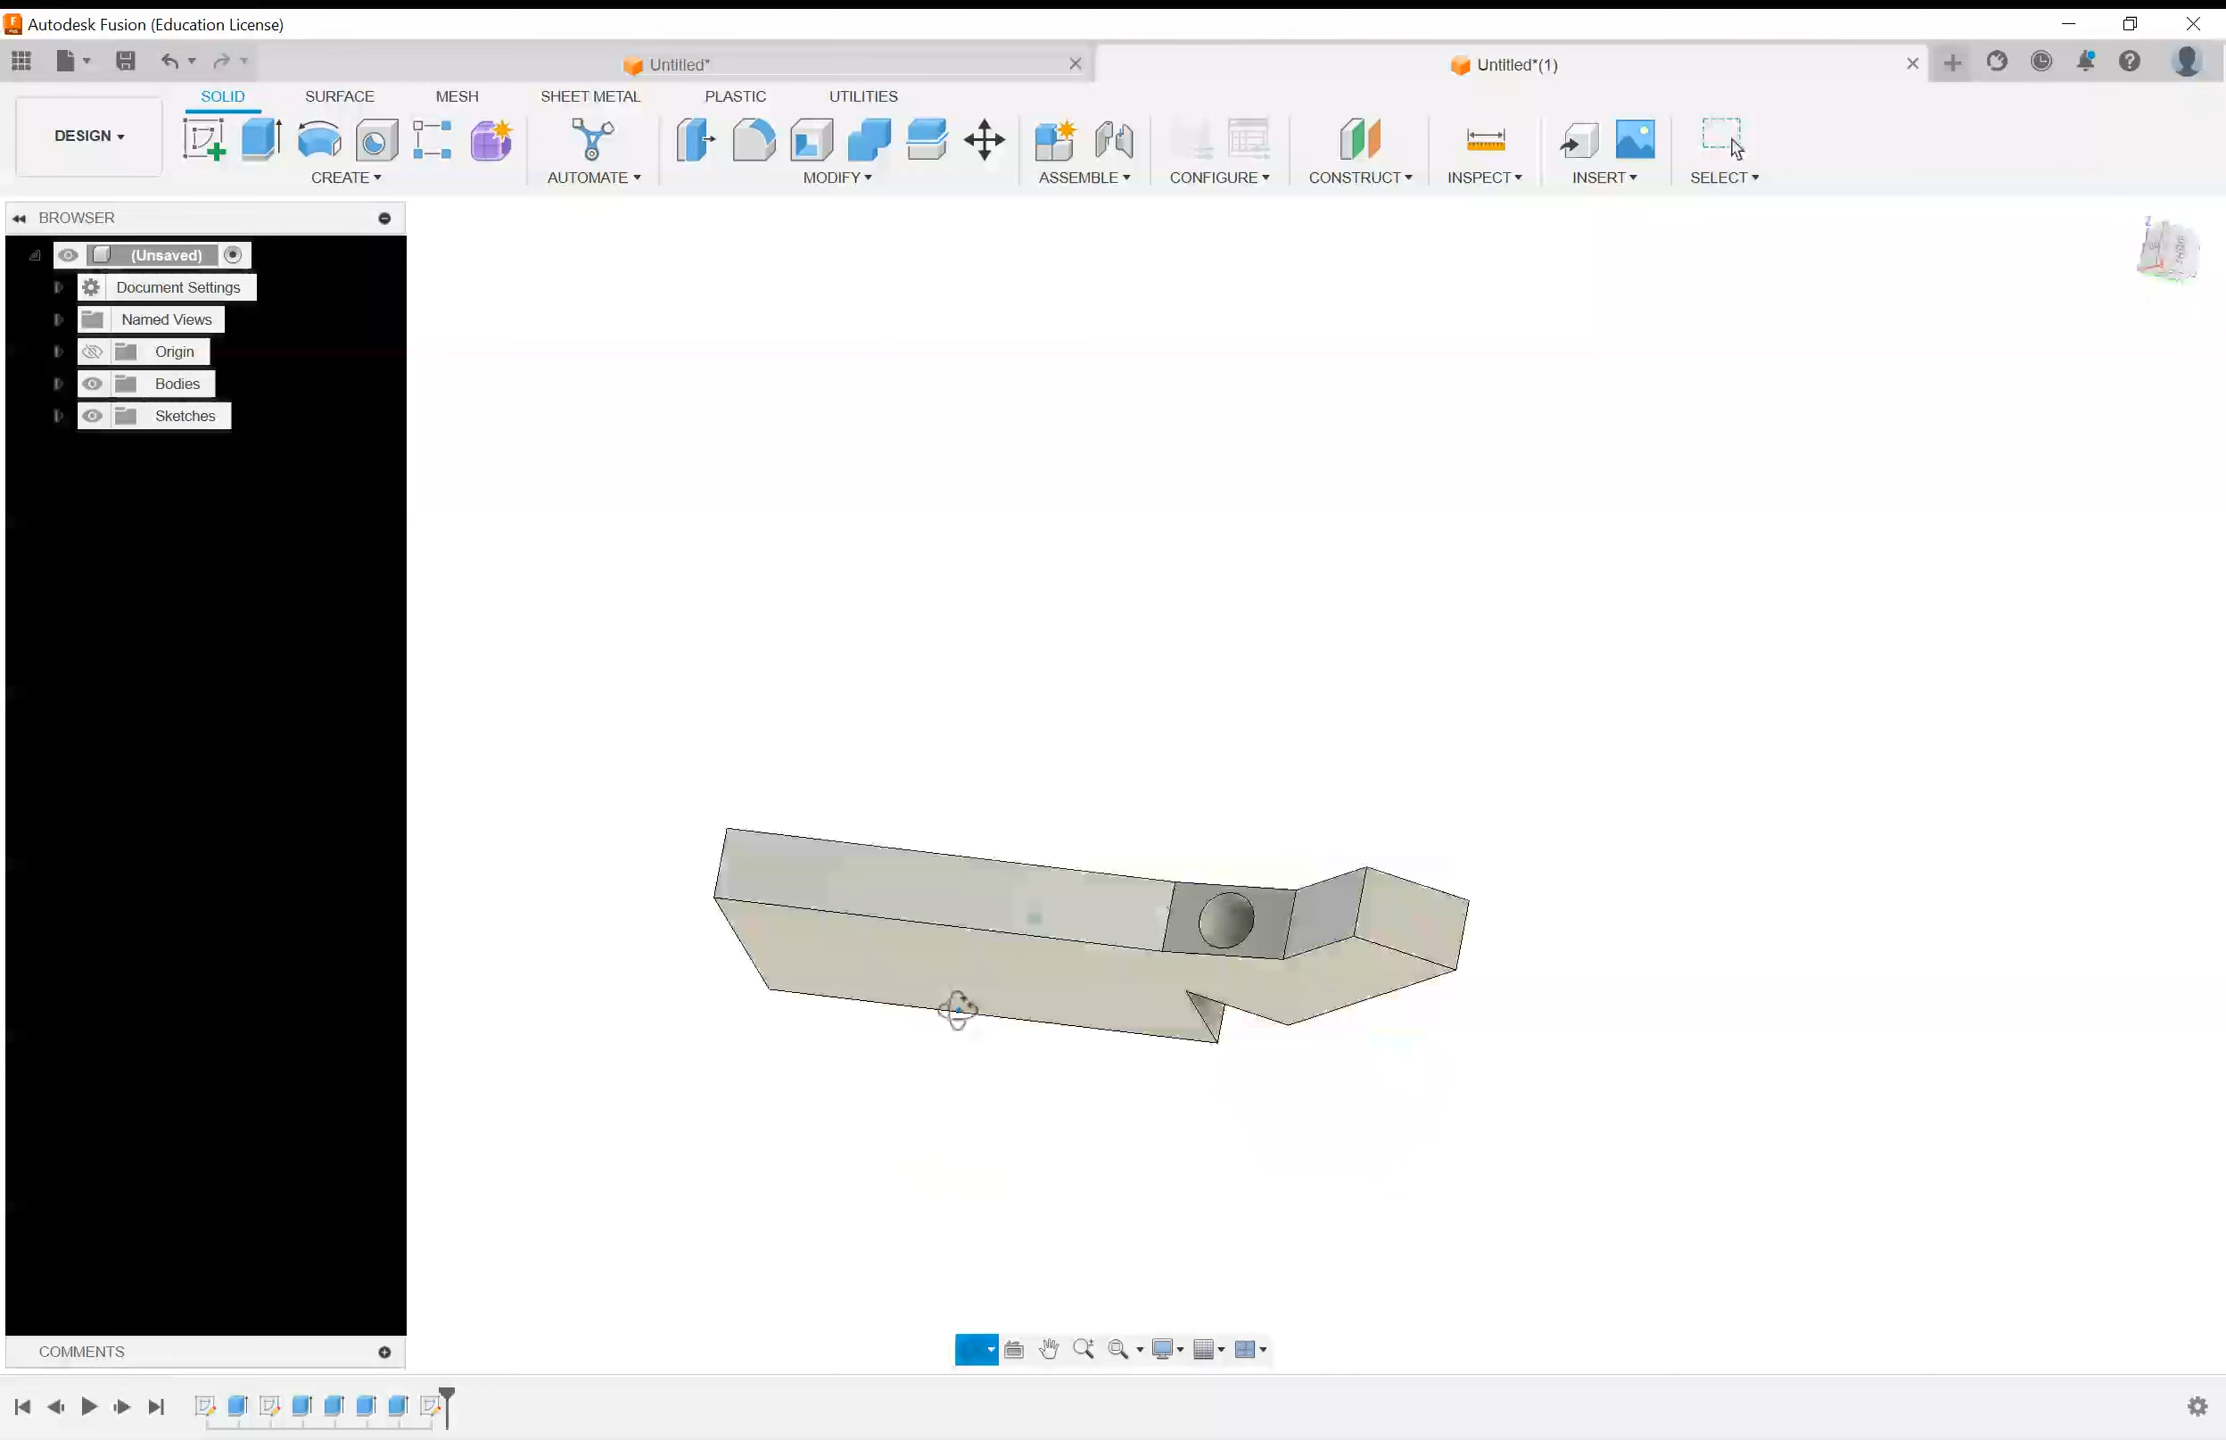 Autodesk Fusion (Education License)
Untitled*
Untitled*(1)
SOLID SURFACE MESH SHEET METAL PLASTIC UTILITIES
DESIGN
CREATE AUTOMATE MODIFY ASSEMBLE CONFIGURE CONSTRUCT INSPECT INSERT SELECT
BROWSER
(Unsaved)
Document Settings
Named Views
Origin
Bodies
Sketches
Z
COMMENTS